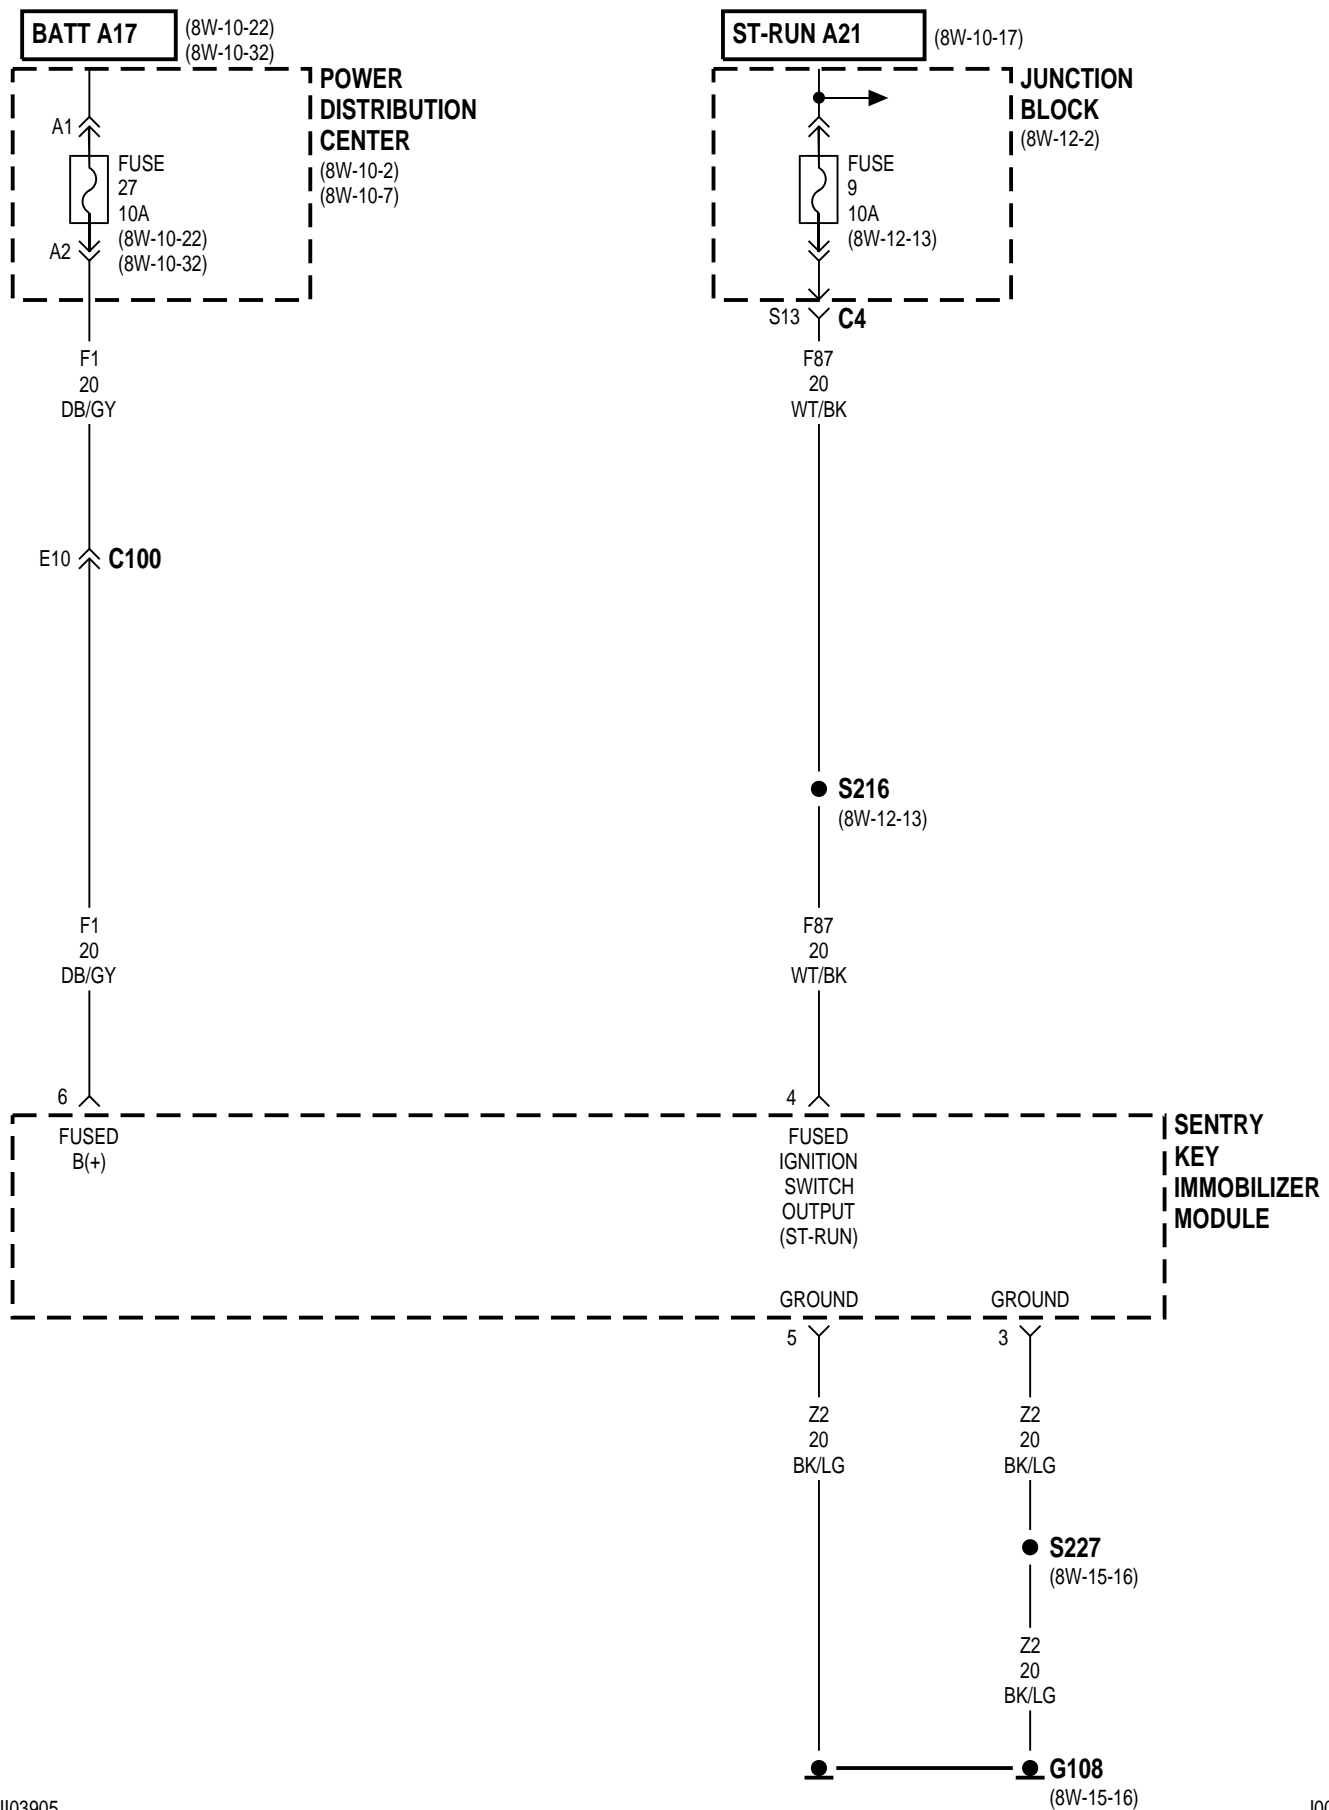 BATT A17
(8W-10-22)
(8W-10-32)
POWER
DISTRIBUTION
CENTER
(8W-10-2)
(8W-10-7)
A1
FUSE
27
10A
(8W-10-22)
(8W-10-32)
A2
ST-RUN A21
(8W-10-17)
JUNCTION
BLOCK
(8W-12-2)
FUSE
9
10A
(8W-12-13)
S13
C4
F1
20
DB/GY
F87
20
WT/BK
E10
C100
S216
(8W-12-13)
F1
20
DB/GY
F87
20
WT/BK
6
4
FUSED
B(+)
FUSED
IGNITION
SWITCH
OUTPUT
(ST-RUN)
SENTRY
KEY
IMMOBILIZER
MODULE
GROUND
GROUND
5
3
Z2
20
BK/LG
Z2
20
BK/LG
S227
(8W-15-16)
Z2
20
BK/LG
G108
(8W-15-16)